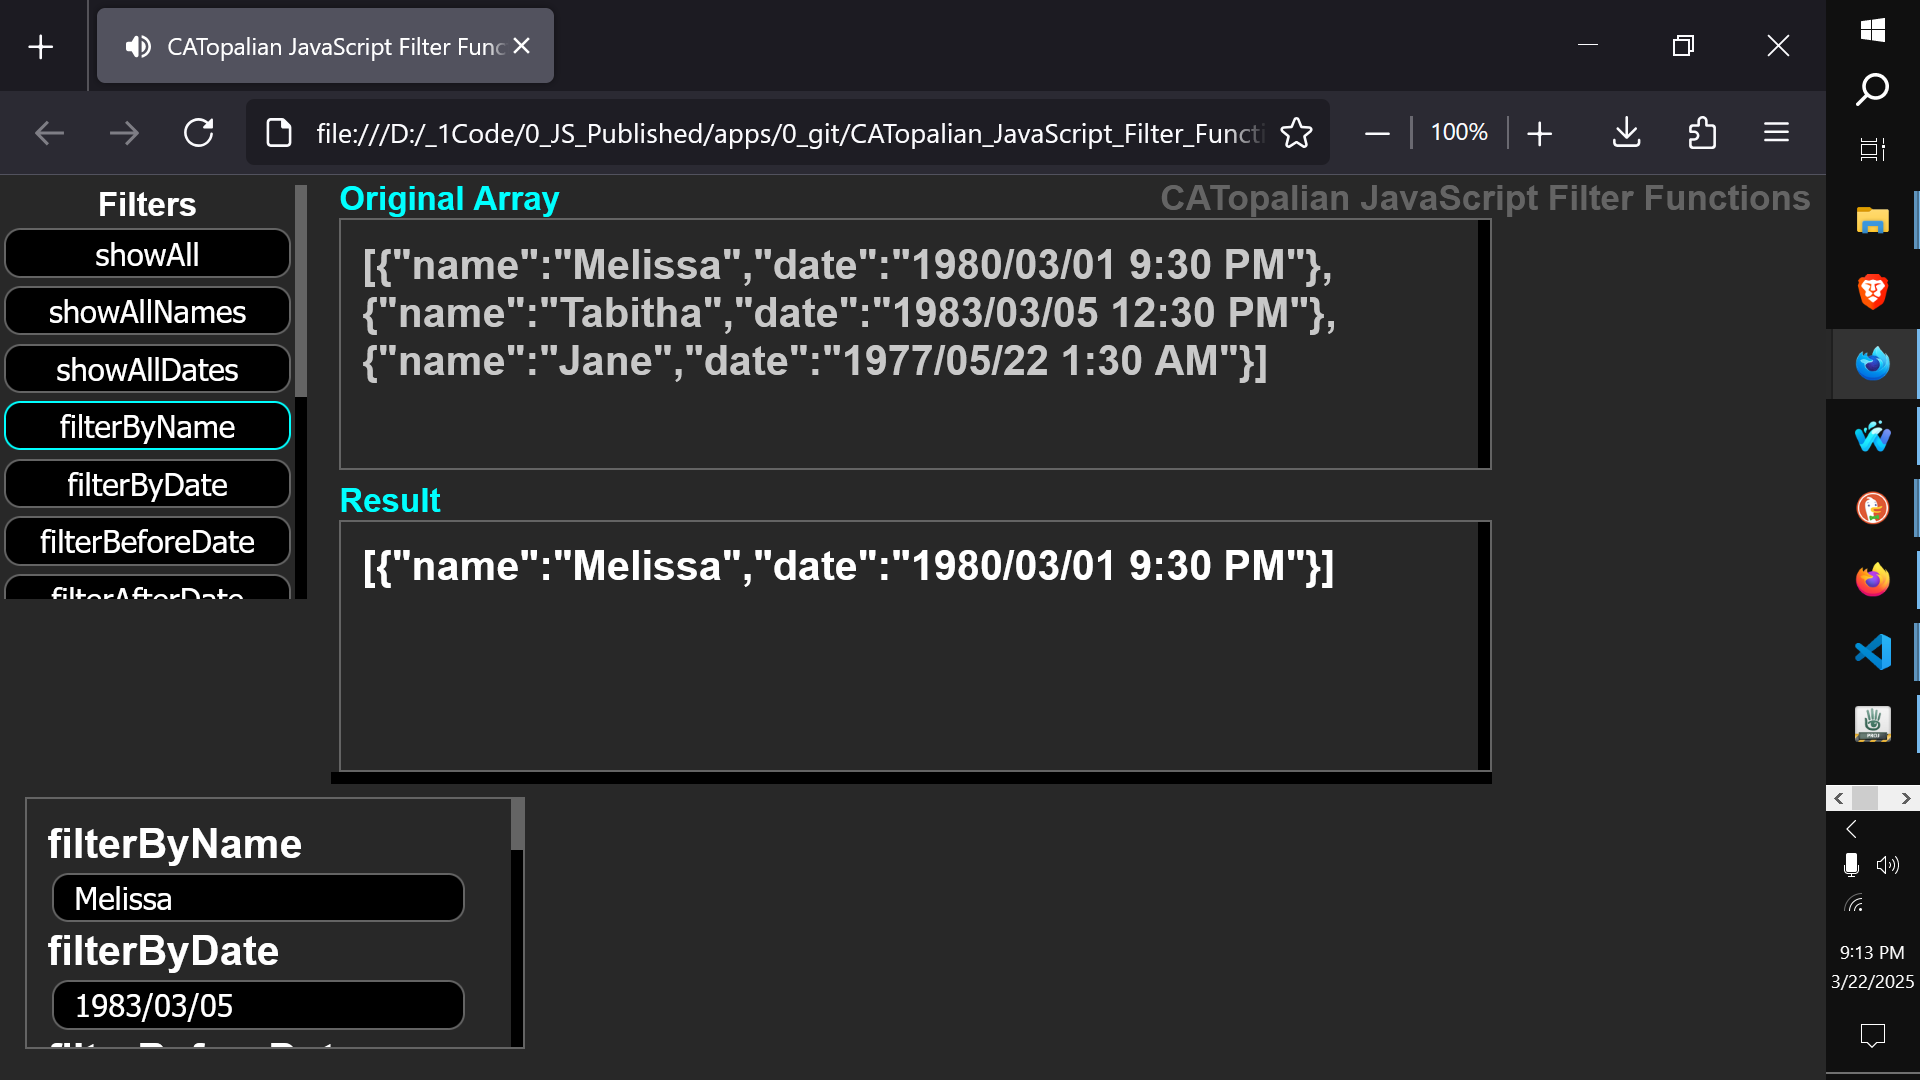 CATopalian JavaScript Filter Func
file:///D:/_1Code/0_JS_Published/apps/0_git/CATopalian_JavaScript_Filter_Functi
100%
Filters
showAll
showAllNames
showAllDates
filterByName
filterByDate
filterBeforeDate
filterAfterDate
Original Array
CATopalian JavaScript Filter Functions
[{"name":"Melissa","date":"1980/03/01 9:30 PM"},
{"name":"Tabitha","date":"1983/03/05 12:30 PM"},
{"name":"Jane","date":"1977/05/22 1:30 AM"}]
Result
[{"name":"Melissa","date":"1980/03/01 9:30 PM"}]
filterByName
Melissa
filterByDate
1983/03/05
filterBeforeDate
PROJ
9:13 PM
3/22/2025